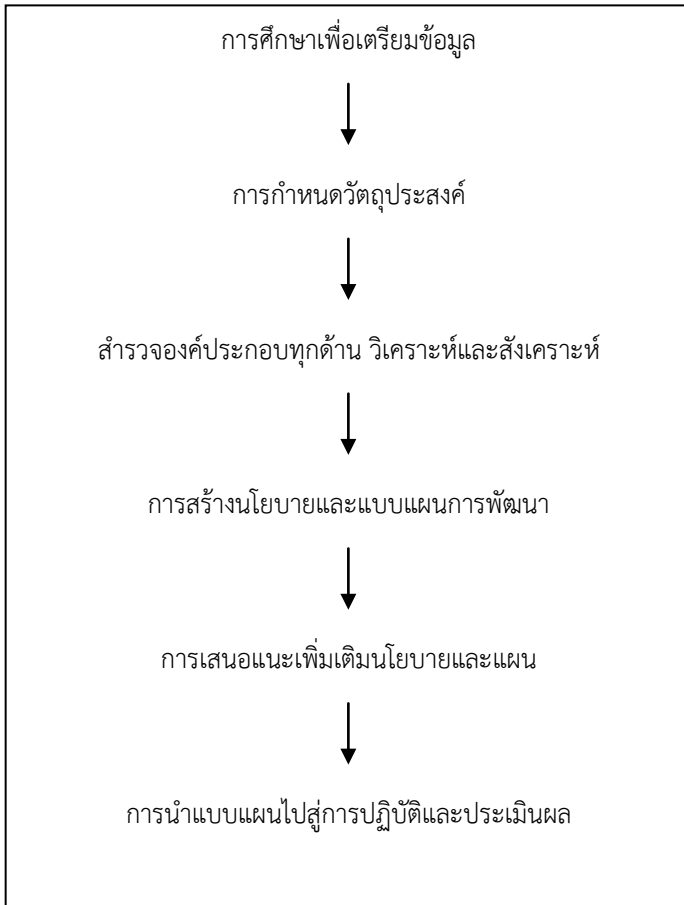 การศึกษาเพื่อเตรียมข้อมูล
การกำหนดวัตถุประสงค์
สำรวจองค์ประกอบทุกด้าน วิเคราะห์และสังเคราะห์
การสร้างนโยบายและแบบแผนการพัฒนา
การเสนอแนะเพิ่มเติมนโยบายและแผน
การนำแบบแผนไปสู่การปฏิบัติและประเมินผล